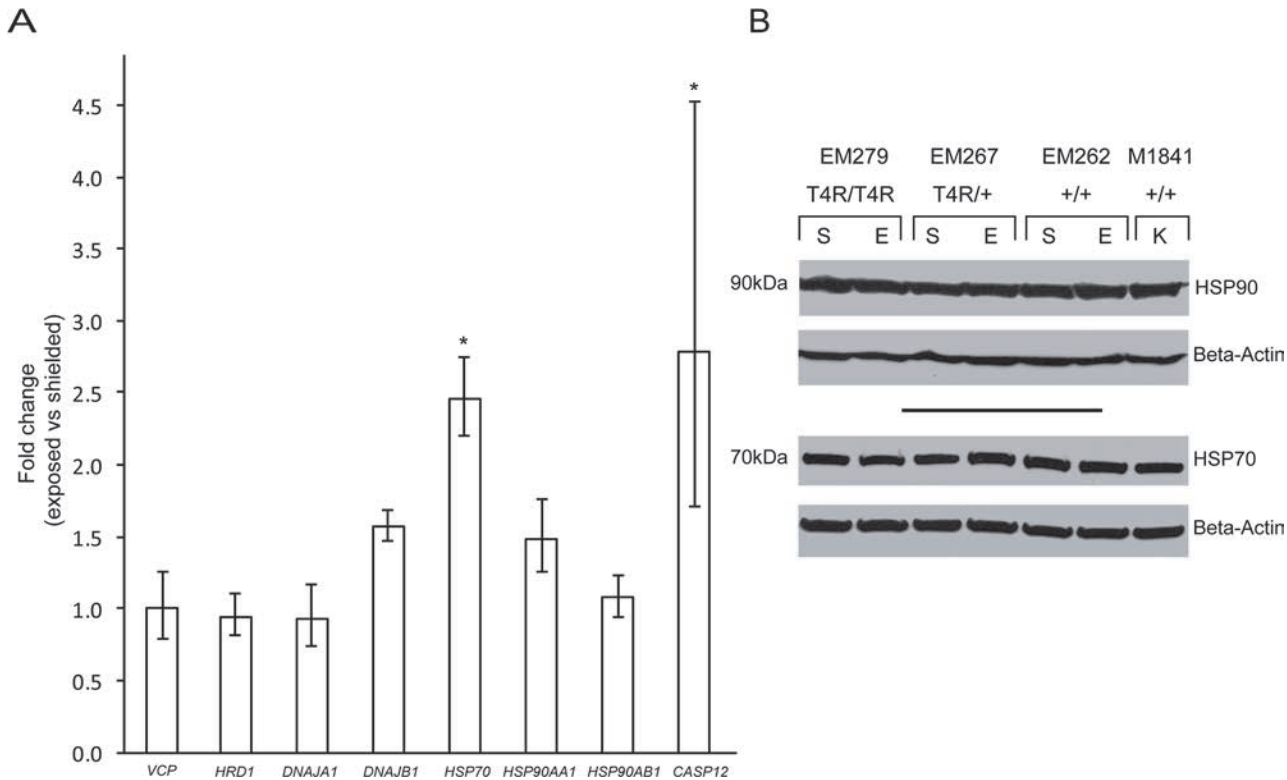 A
Fold change
(exposed vs shielded)
4.5
4.0
3.5
3.0
2.5
2.0
1.5
1.0
0.5
0.0
*
*
VCP HRD1 DNAJA1 DNAJB1 HSP70 HSP90AA1 HSP90AB1 CASP12
B
EM279 EM267 EM262 M1841
T4R/T4R T4R/+ +/+ +/+
S E S E S E K
90kDa HSP90
Beta-Actin
70kDa HSP70
Beta-Actin